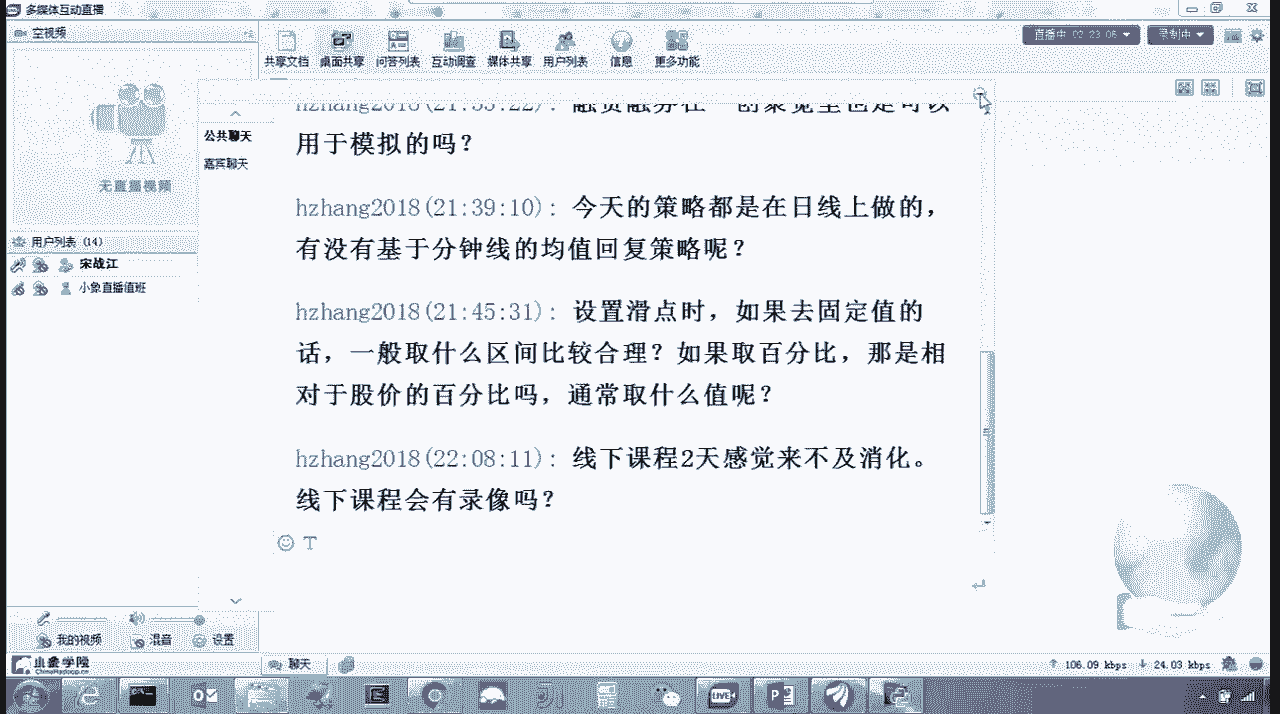 多媒体互动直播
空视频
共享文档 桌面共享 问答列表 互动调查 媒体共享 用户列表 信息 更多功能
直播中 02:23:06
录制中
无直播视频
用户列表 (14)
宋战江
小象直播值班
公共聊天
嘉宾聊天
用于模拟的吗？
hzhang2018(21:39:10): 今天的策略都是在日线上做的，
有没有基于分钟线的均值回复策略呢？
hzhang2018(21:45:31): 设置滑点时，如果去固定值的
话，一般取什么区间比较合理？如果取百分比，那是相
对于股价的百分比吗，通常取什么值呢？
hzhang2018(22:08:11): 线下课程2天感觉来不及消化。
线下课程会有录像吗？
我的视频 混音 设置
小象学院
ChinaHadoop.cn
聊天
106.09 kbps 24.03 kbps
LIVE